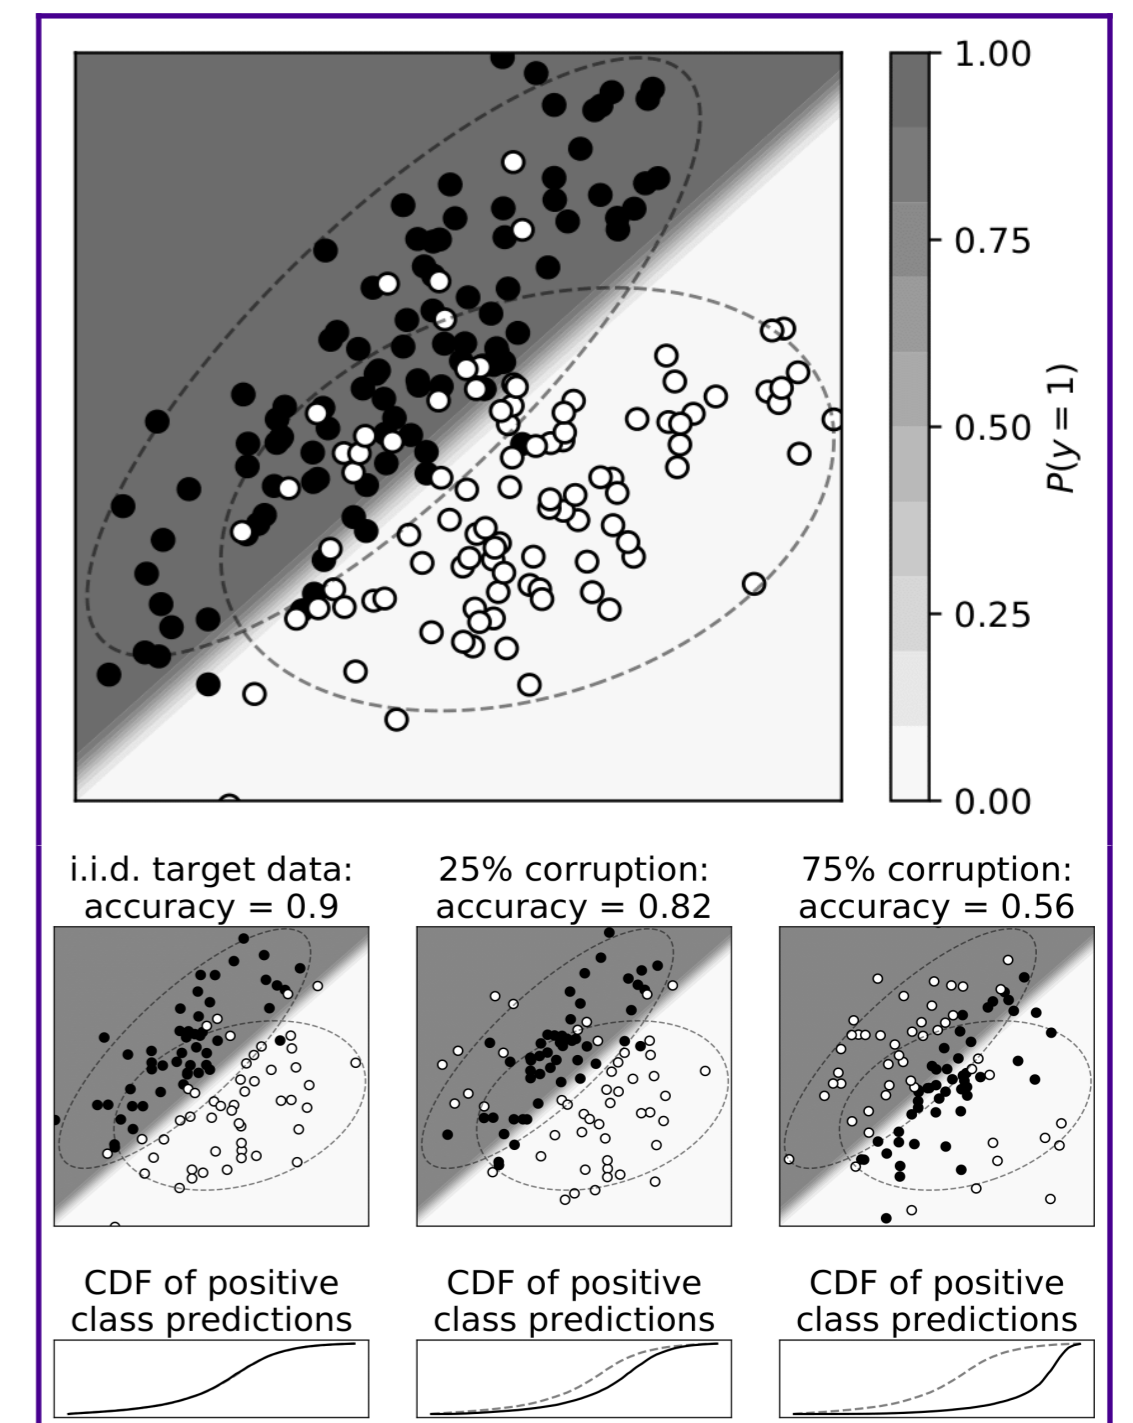 1.00
0.75
0.50
0.25
0.00
P(y = 1)
i.i.d. target data:
accuracy = 0.9
25% corruption:
accuracy = 0.82
75% corruption:
accuracy = 0.56
CDF of positive
class predictions
CDF of positive
class predictions
CDF of positive
class predictions